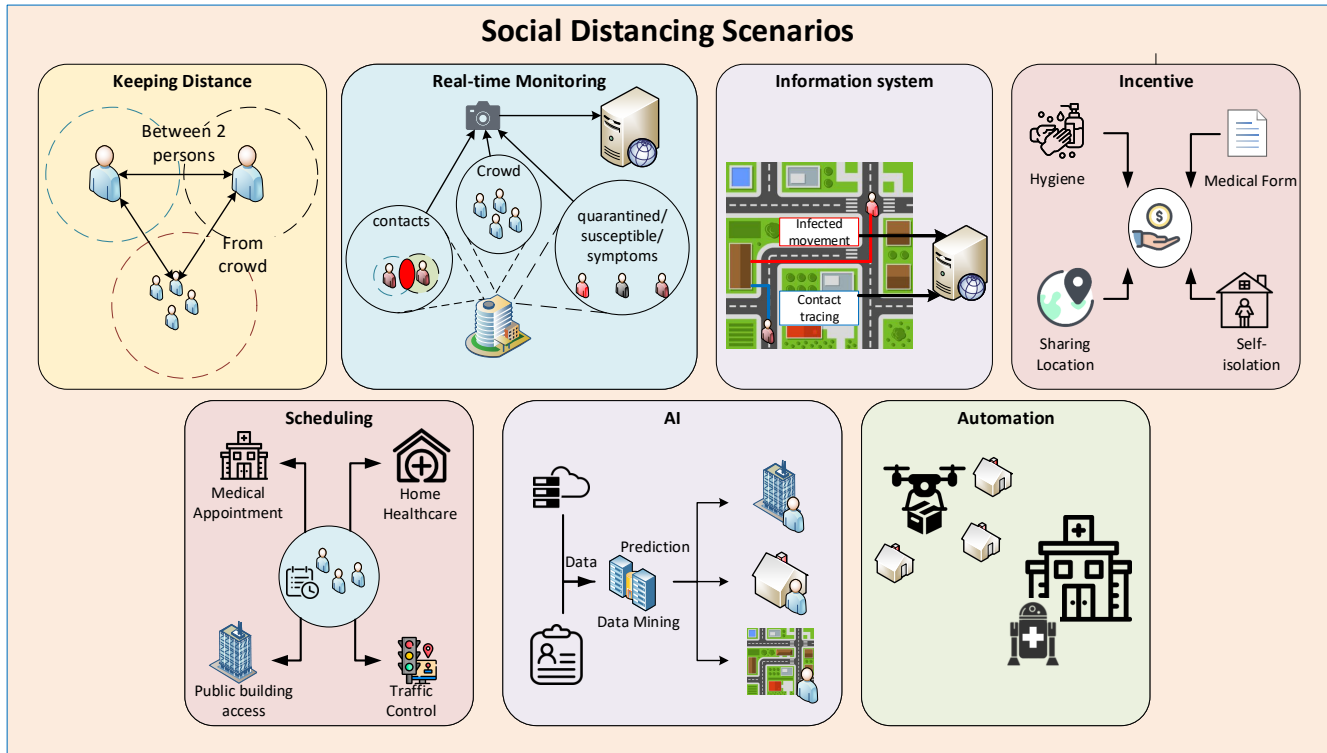 Social Distancing Scenarios
Keeping Distance
Between 2
persons
From
crowd
Real-time Monitoring
Crowd
contacts
quarantined/
susceptible/
symptoms
Information system
Infected
movement
Contact
tracing
Incentive
Hygiene
Medical Form
Sharing
Location
Self-
isolation
Scheduling
Medical
Appointment
Home
Healthcare
Public building
access
Traffic
Control
AI
Data
Prediction
Data Mining
Automation